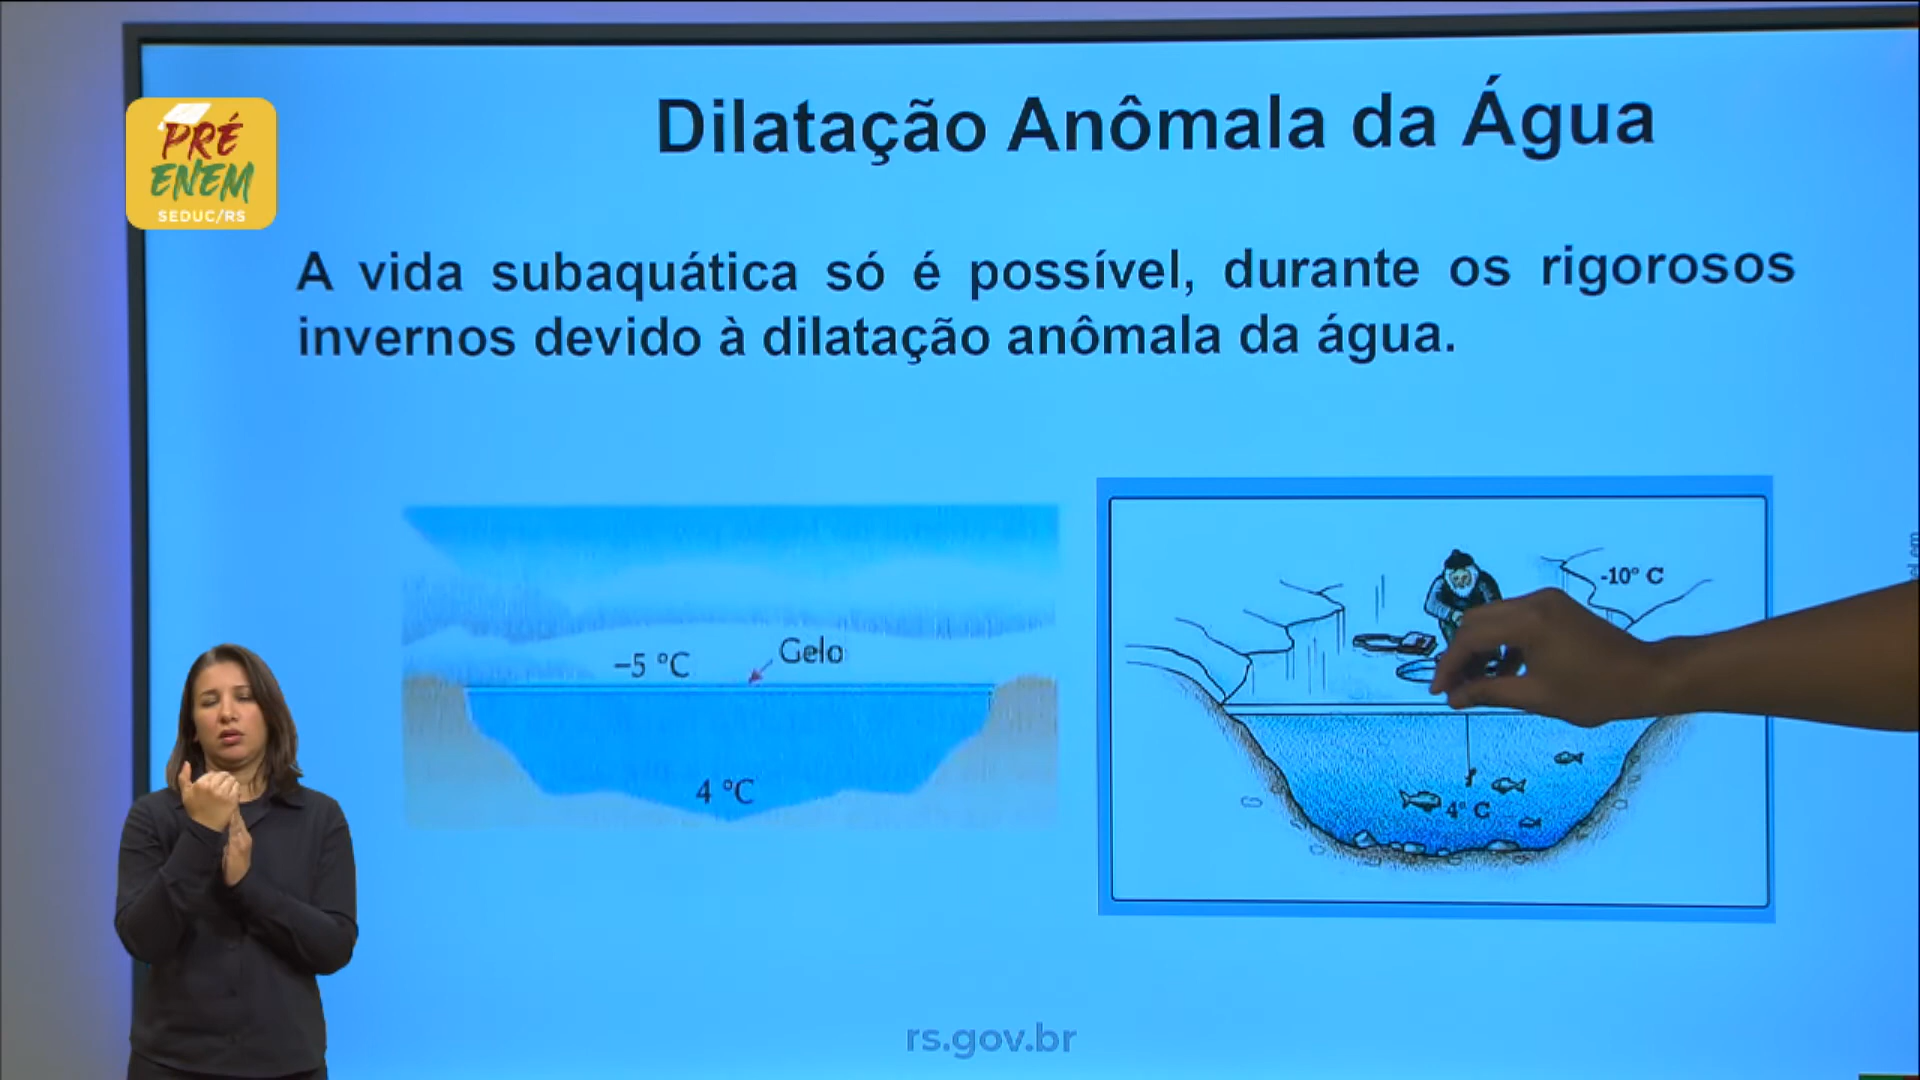 PRÉ
ENEM
SEDUC/RS
Dilatação Anômala da Água
A vida subaquática só é possível, durante os rigorosos
invernos devido à dilatação anômala da água.
–5 °C
Gelo
4 °C
-10° C
4° C
rs.gov.br